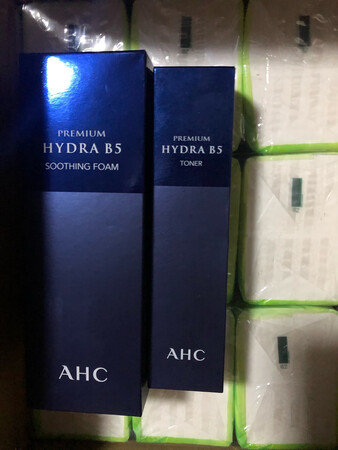 PREMIUM
HYDRA B5
SOOTHING FOAM
AHC
PREMIUM
HYDRA B5
TONER
AHC